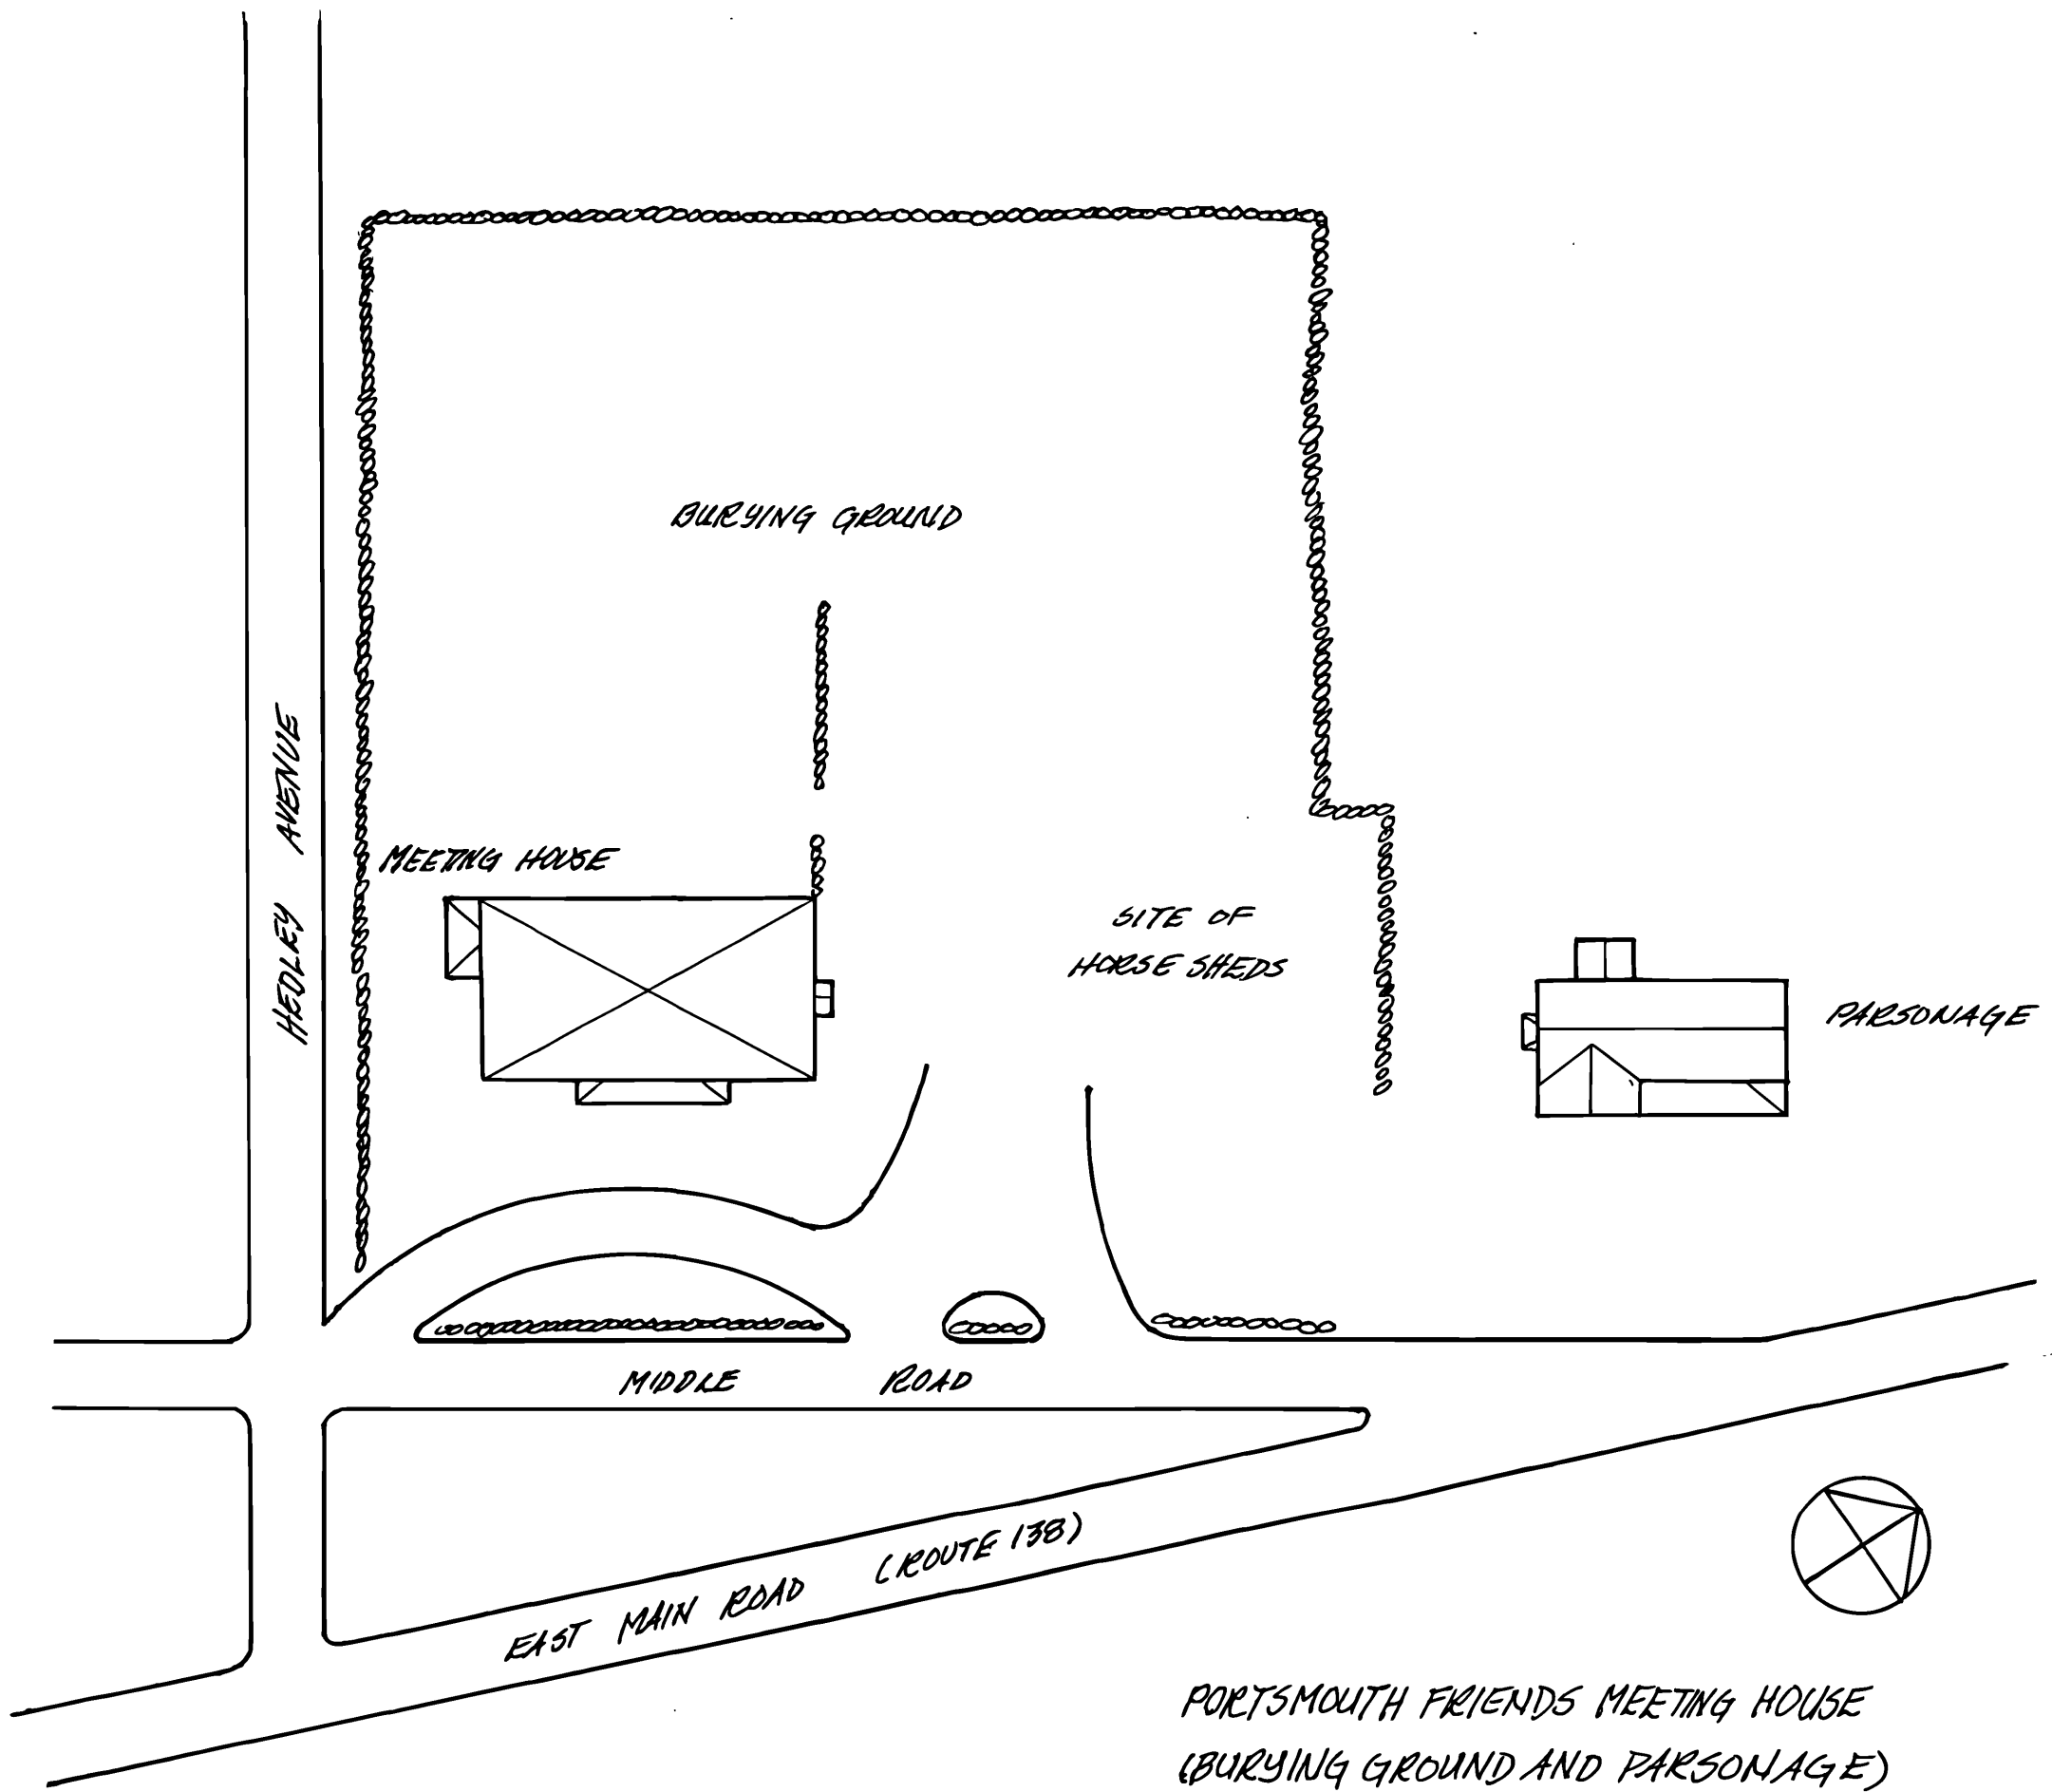 BURYING GROUND
HEDLEY AVENUE
MEETING HOUSE
SITE OF
HORSE SHEDS
PARSONAGE
MIDDLE ROAD
EAST MAIN ROAD (ROUTE 138)
PORTSMOUTH FRIENDS MEETING HOUSE
(BURYING GROUND AND PARSONAGE)